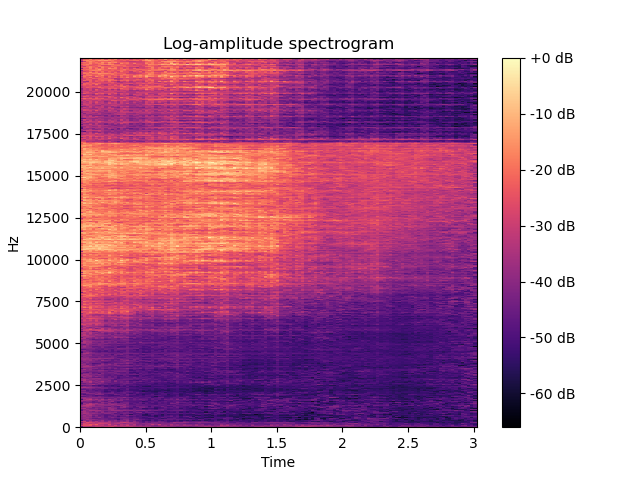 Log-amplitude spectrogram
+0 dB
20000
-10 dB
17500
-20 dB
15000
12500
-30 dB
Hz
10000
-40 dB
7500
5000
-50 dB
2500
-60 dB
0
0 0.5 1 1.5 2 2.5 3
Time